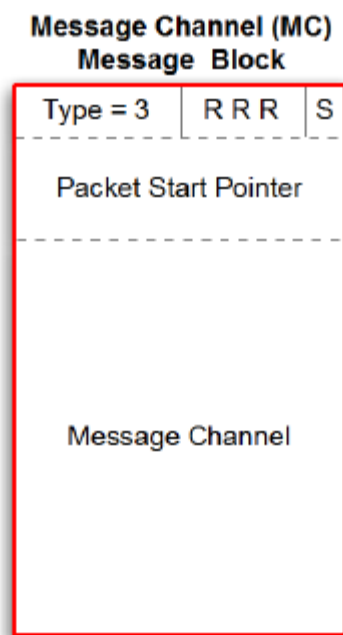 Message Channel (MC)
Message Block
Type = 3 R R R S
Packet Start Pointer
Message Channel